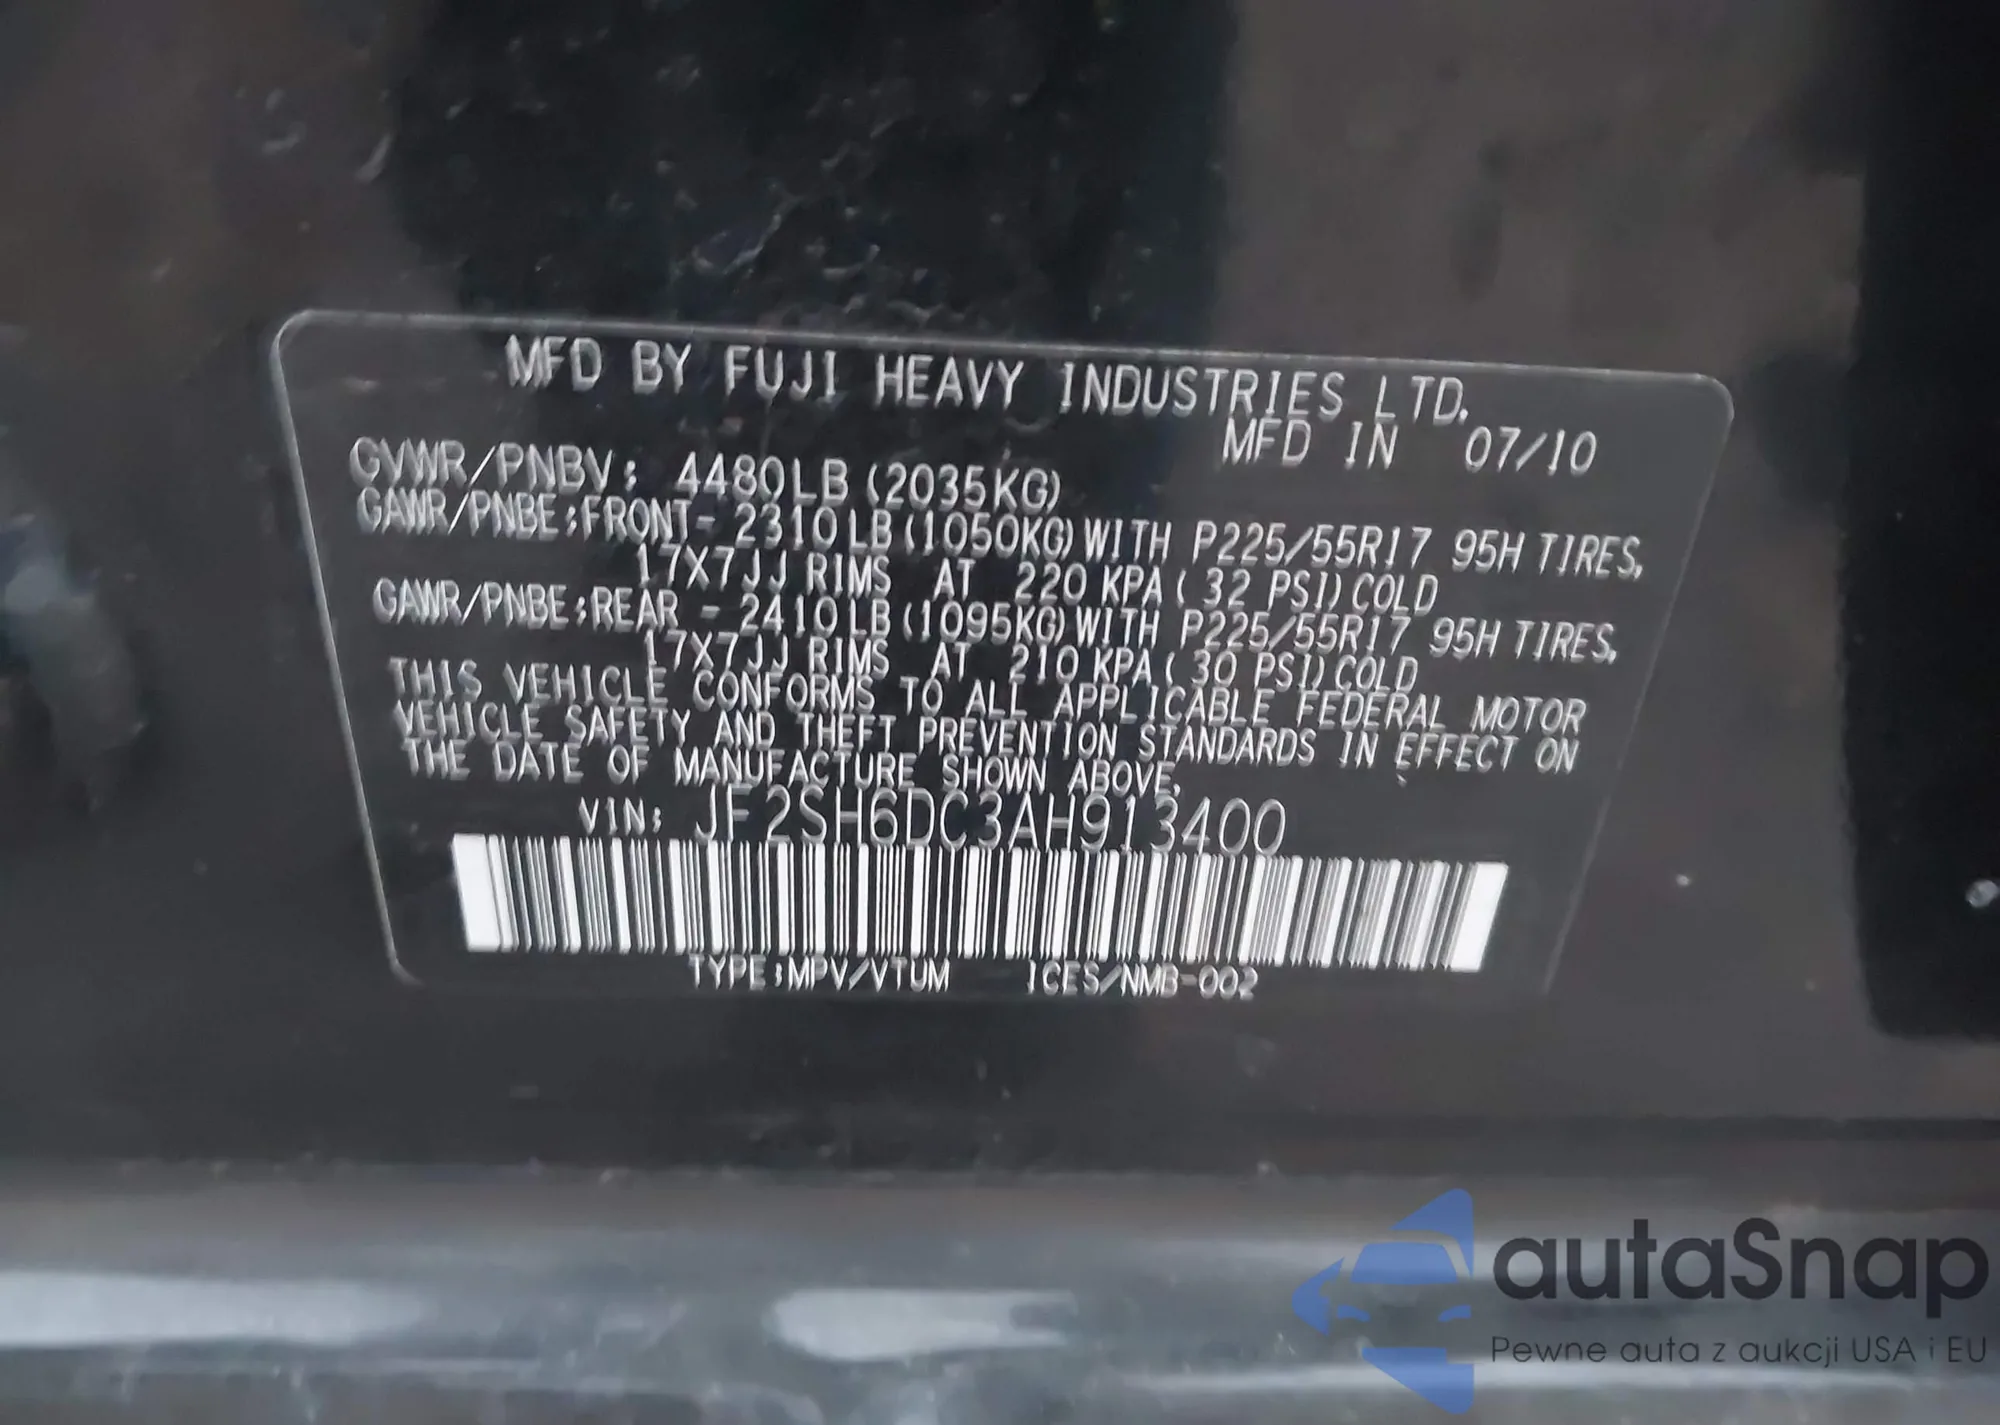 MFD BY FUJI HEAVY INDUSTRIES LTD.
MFD IN 07/10
GVWR/PNBV: 4480LB (2035KG)
GAWR/PNBE:FRONT- 2310LB (1050KG) WITH P225/55R17 95H TIRES,
17X7JJ RIMS AT 220 KPA ( 32 PSI) COLD
GAWR/PNBE:REAR - 2410LB (1095KG) WITH P225/55R17 95H TIRES,
17X7JJ RIMS AT 210 KPA ( 30 PSI) COLD
THIS VEHICLE CONFORMS TO ALL APPLICABLE FEDERAL MOTOR
VEHICLE SAFETY AND THEFT PREVENTION STANDARDS IN EFFECT ON
THE DATE OF MANUFACTURE SHOWN ABOVE.
VIN: JF2SH6DC3AH913400
TYPE:MPV/VTUM ICES/NMB-002
autaSnap
Pewne auta z aukcji USA i EU